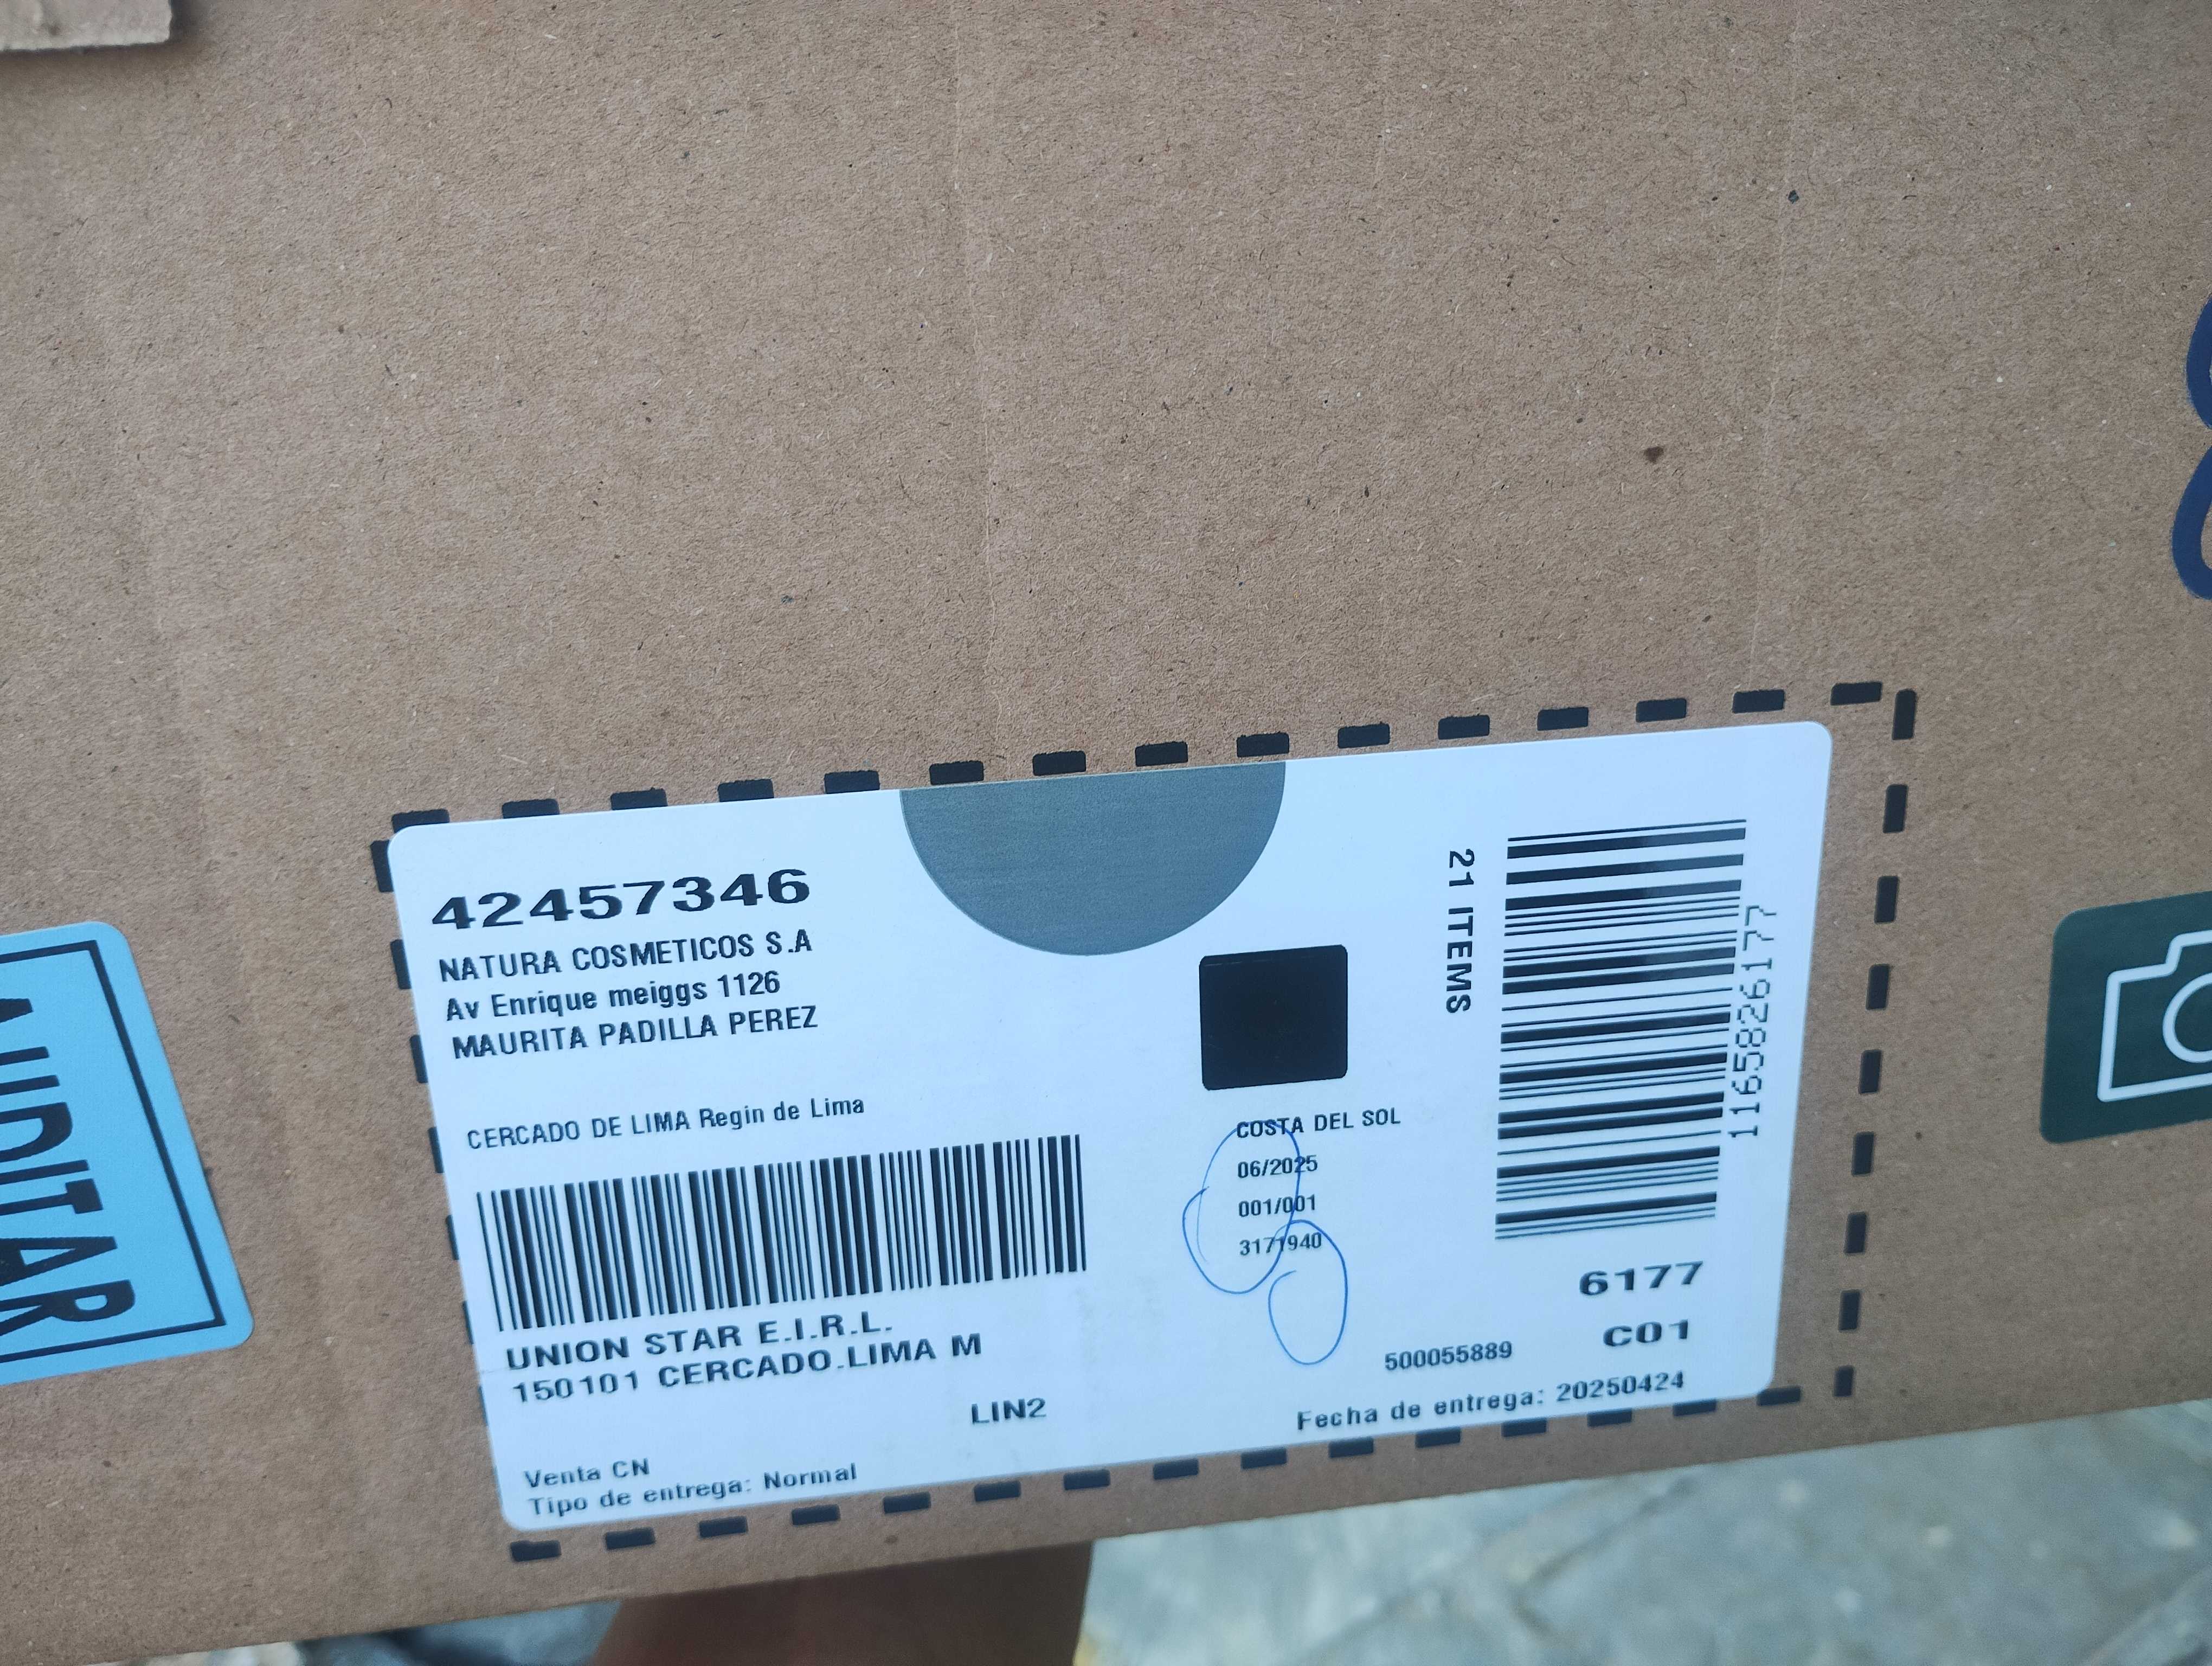 42457346
NATURA COSMETICOS S.A
Av Enrique meiggs 1126
MAURITA PADILLA PEREZ
CERCADO DE LIMA Regin de Lima
UNION STAR E.I.R.L.
150101 CERCADO.LIMA M
LIN2
Venta CN
Tipo de entrega: Normal
COSTA DEL SOL
06/2025
001/001
3171940
21 ITEMS
1165826177
6177
C01
500055889
Fecha de entrega: 20250424
AUDITAR